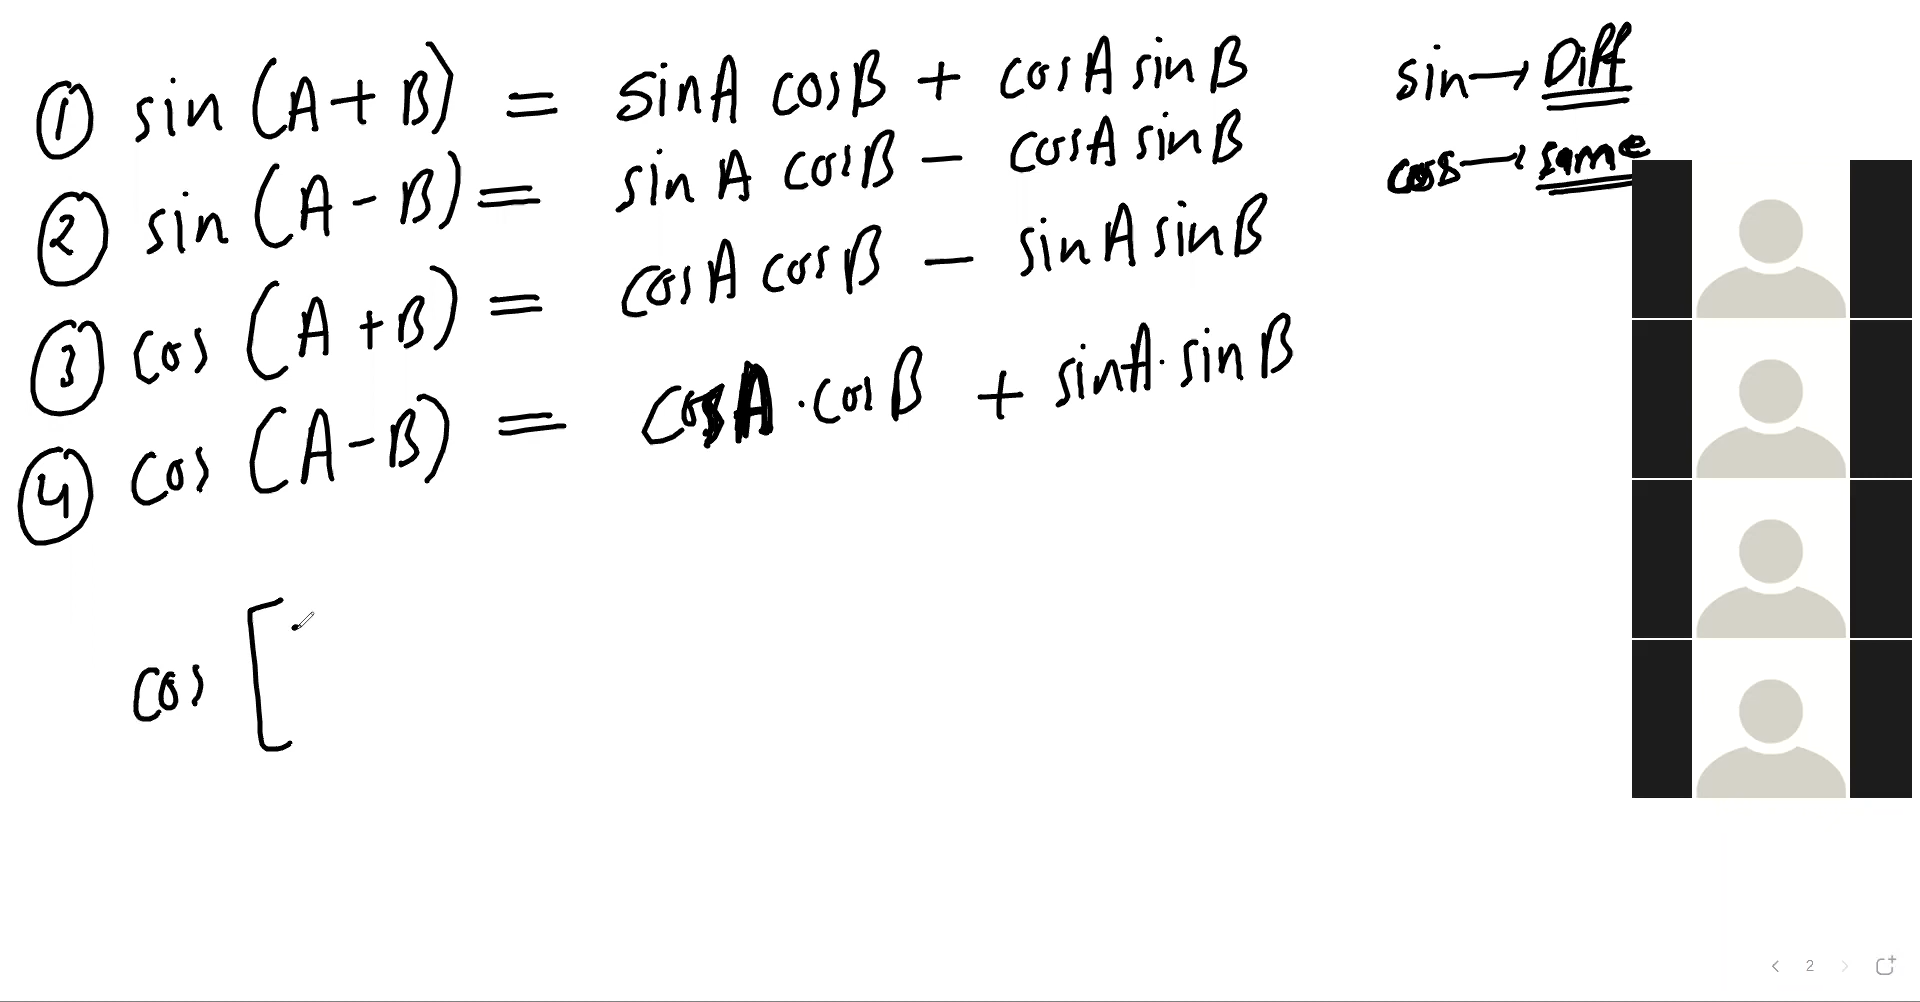 ① sin (A + B) = sinA cosB + cosA sinB
② sin (A - B) = sinA cosB - cosA sinB
③ cos (A + B) = cosA cosB - sinA sinB
④ cos (A - B) = cosA · cosB + sinA · sinB
cos [
sin → Diff
cos → same
2